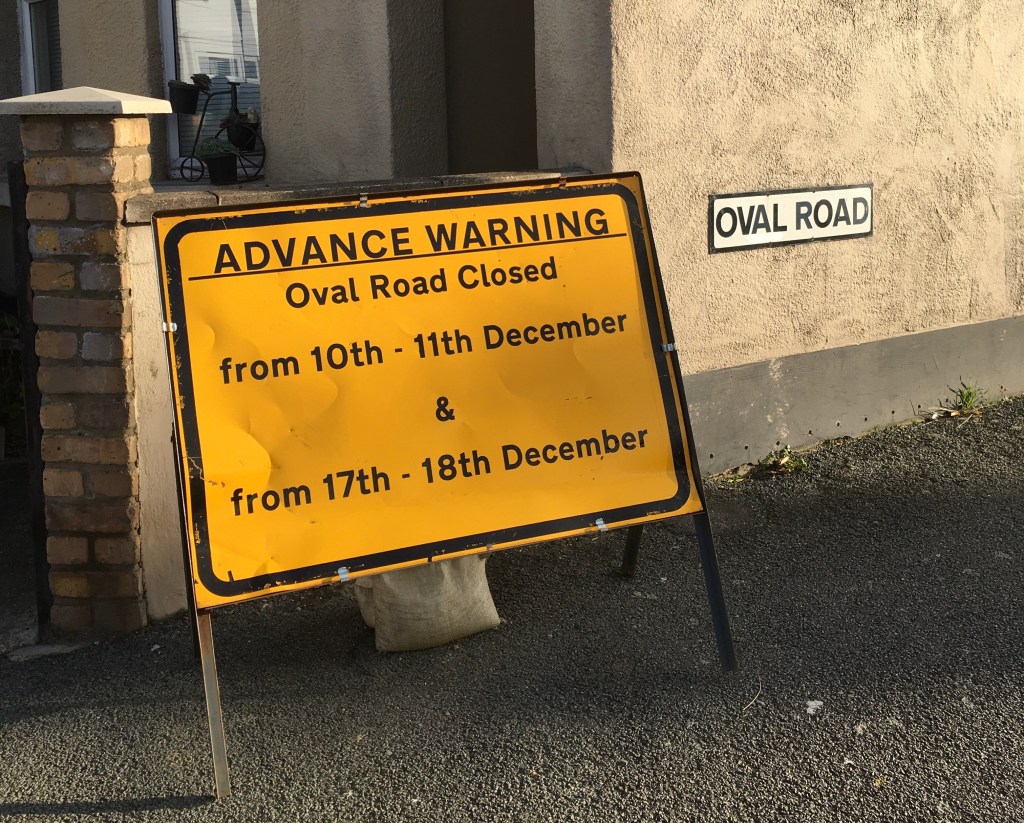 ADVANCE WARNING
Oval Road Closed
from 10th - 11th December
&
from 17th - 18th December
OVAL ROAD